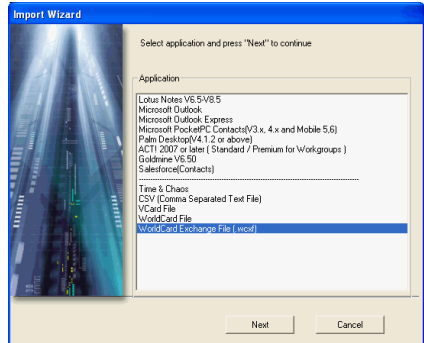 Import Wizard
Select application and press "Next" to continue
Application
Lotus Notes V6.5-V8.5
Microsoft Outlook
Microsoft Outlook Express
Microsoft PocketPC Contacts(V3.x, 4.x and Mobile 5,6)
Palm Desktop(V4.1.2 or above)
ACT! 2007 or later ( Standard / Premium for Workgroups )
Goldmine V6.50
Salesforce(Contacts)
Time & Chaos
CSV (Comma Separated Text File)
VCard File
WorldCard File
WorldCard Exchange File (.wcxf)
Next
Cancel